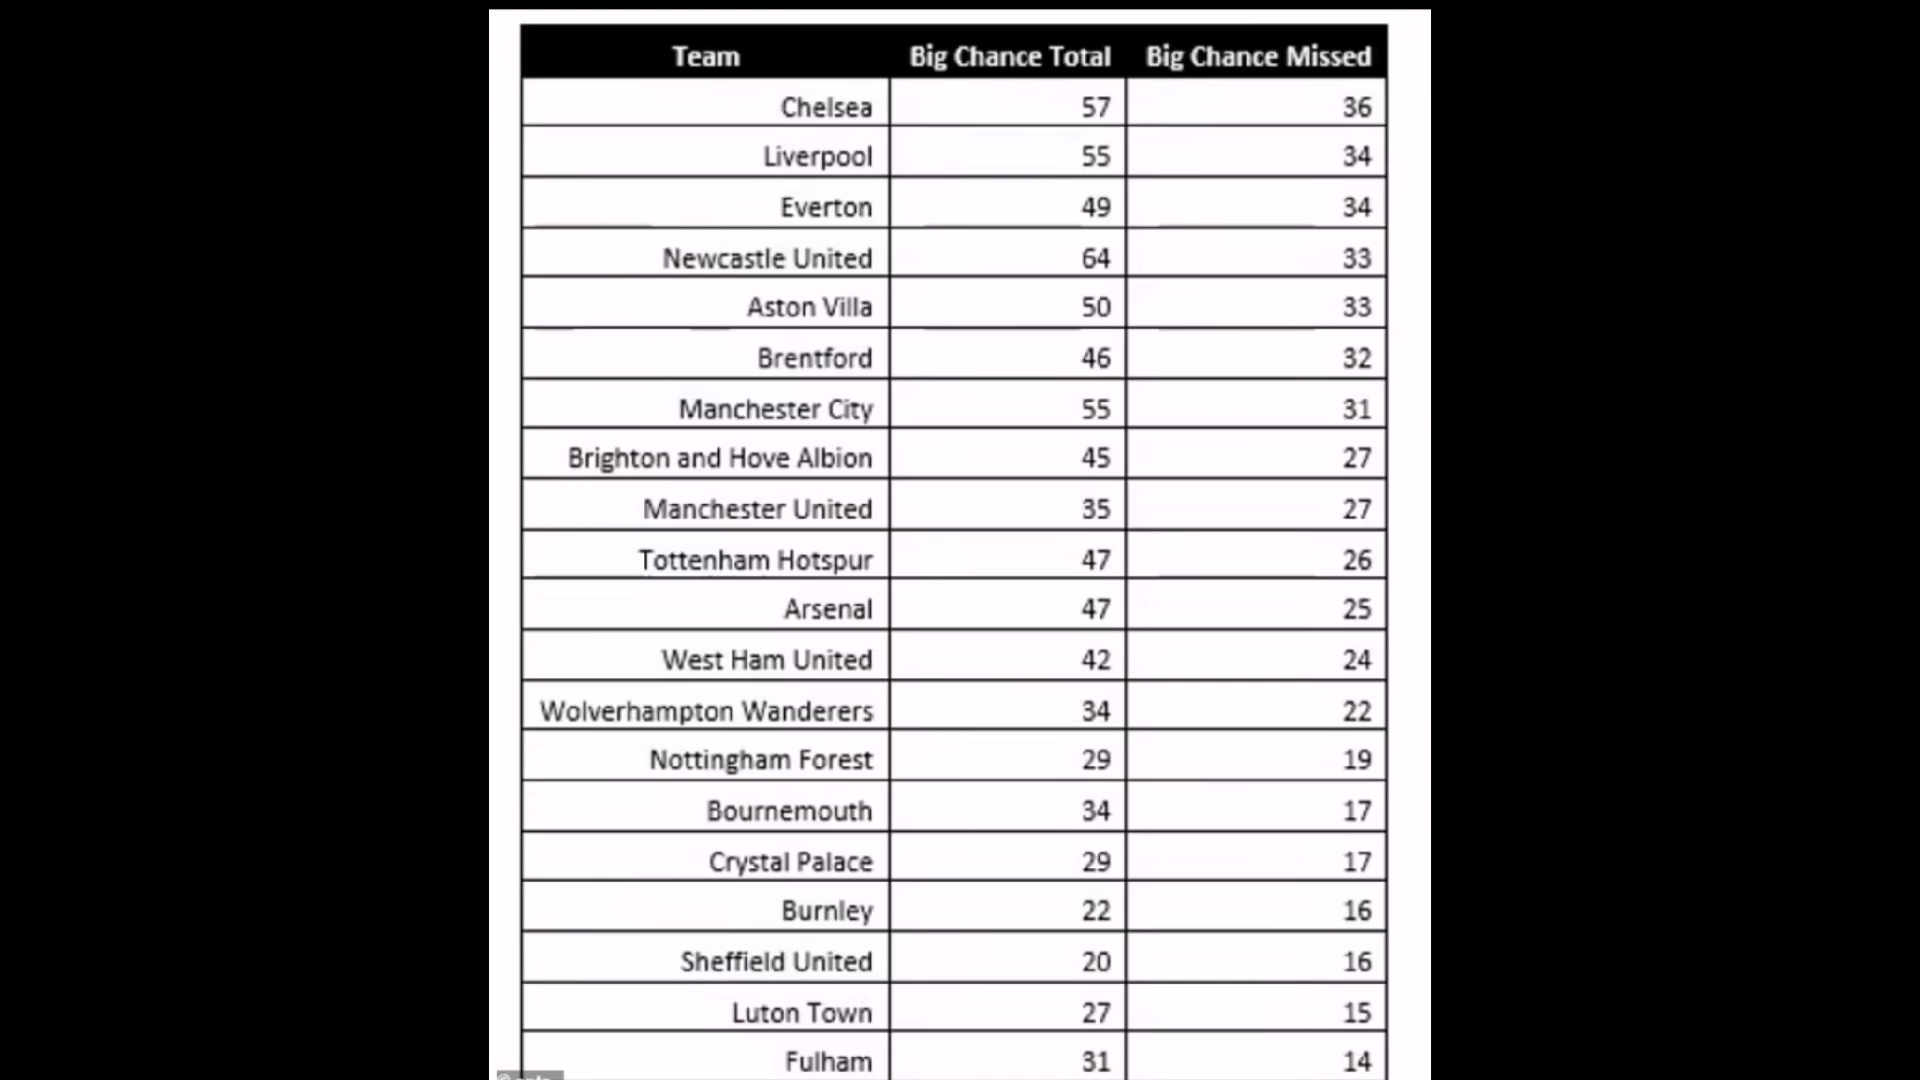 Team Big Chance Total Big Chance Missed
Chelsea 57 36
Liverpool 55 34
Everton 49 34
Newcastle United 64 33
Aston Villa 50 33
Brentford 46 32
Manchester City 55 31
Brighton and Hove Albion 45 27
Manchester United 35 27
Tottenham Hotspur 47 26
Arsenal 47 25
West Ham United 42 24
Wolverhampton Wanderers 34 22
Nottingham Forest 29 19
Bournemouth 34 17
Crystal Palace 29 17
Burnley 22 16
Sheffield United 20 16
Luton Town 27 15
Fulham 31 14